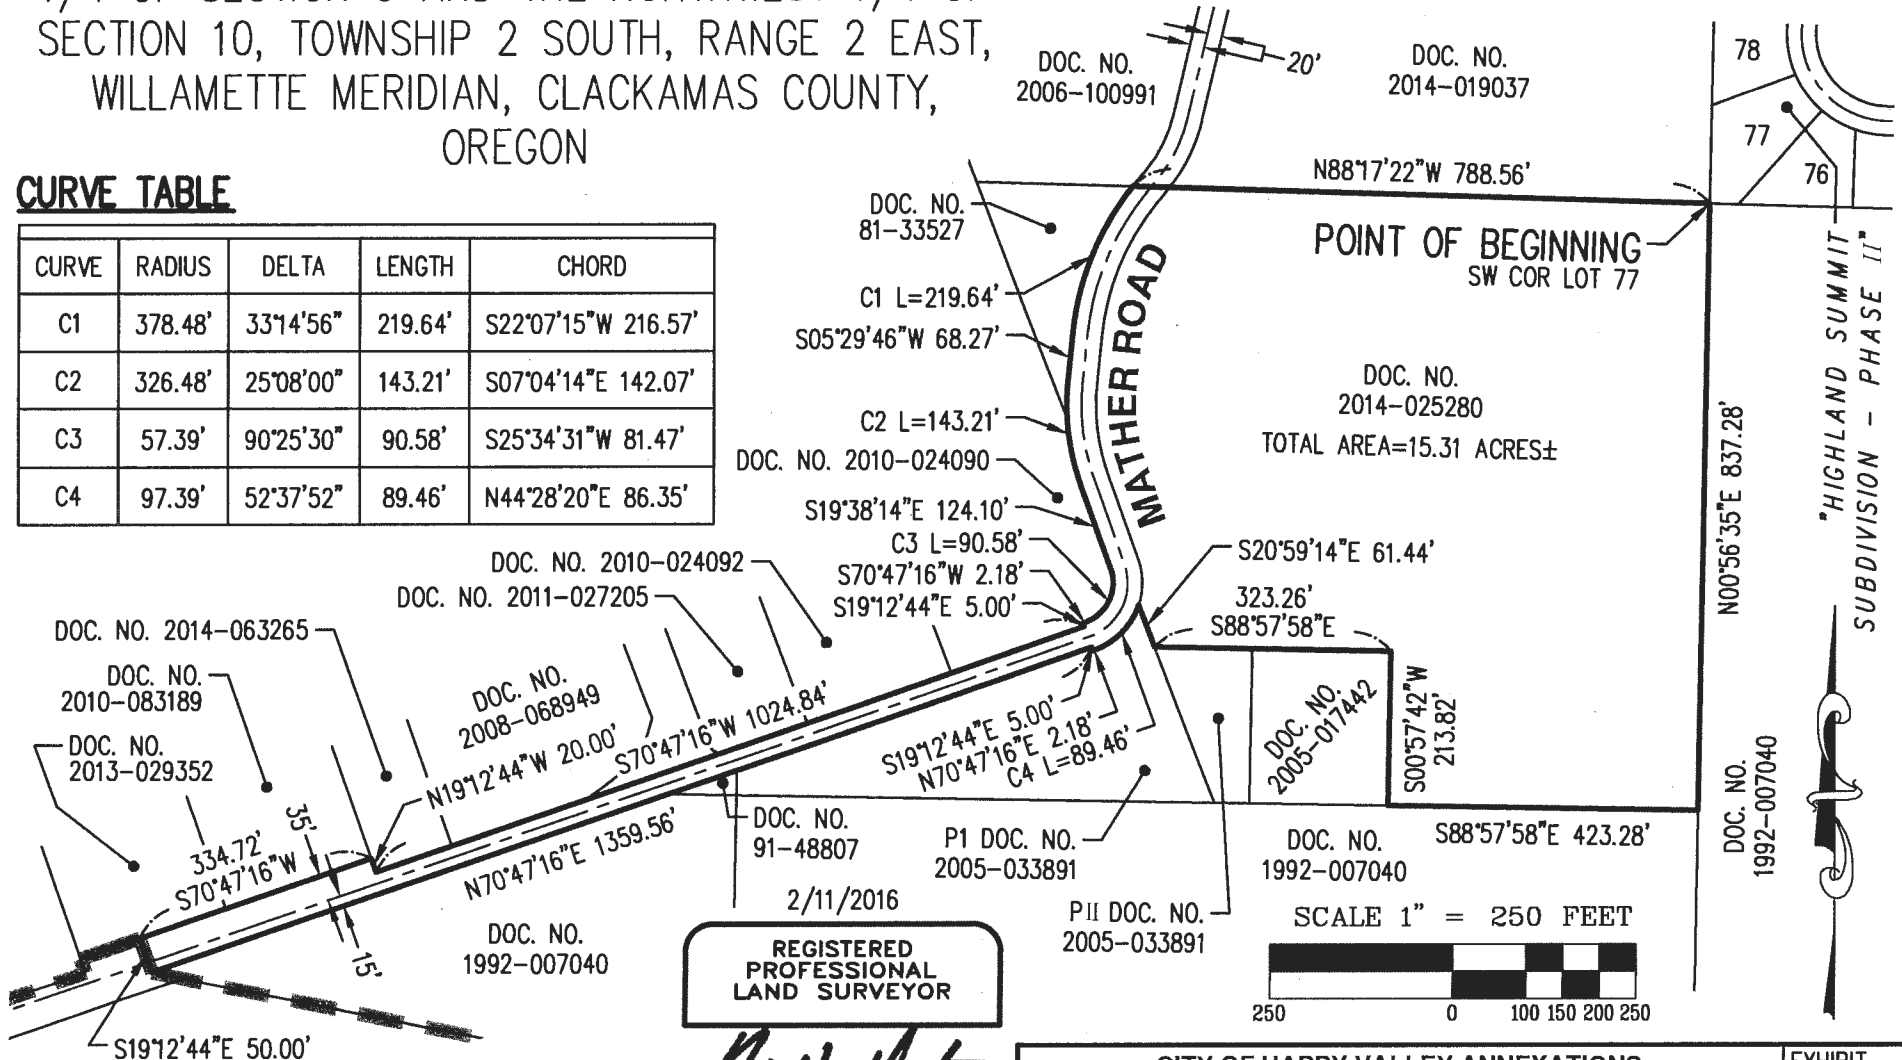 SECTION 10, TOWNSHIP 2 SOUTH, RANGE 2 EAST,
WILLAMETTE MERIDIAN, CLACKAMAS COUNTY,
OREGON
CURVE TABLE
CURVE RADIUS DELTA LENGTH CHORD
C1 378.48' 33°14'56" 219.64' S22°07'15"W 216.57'
C2 326.48' 25°08'00" 143.21' S07°04'14"E 142.07'
C3 57.39' 90°25'30" 90.58' S25°34'31"W 81.47'
C4 97.39' 52°37'52" 89.46' N44°28'20"E 86.35'
DOC. NO.
2006-100991
20'
DOC. NO.
2014-019037
78
77
76
N88°17'22"W 788.56'
DOC. NO.
81-33527
POINT OF BEGINNING
SW COR LOT 77
C1 L=219.64'
S05°29'46"W 68.27'
MATHER ROAD
DOC. NO.
2014-025280
TOTAL AREA=15.31 ACRES±
C2 L=143.21'
DOC. NO. 2010-024090
S19°38'14"E 124.10'
C3 L=90.58'
S70°47'16"W 2.18'
S19°12'44"E 5.00'
S20°59'14"E 61.44'
323.26'
S88°57'58"E
N00°56'35"E 837.28'
"HIGHLAND SUMMIT
SUBDIVISION - PHASE II"
DOC. NO. 2010-024092
DOC. NO. 2011-027205
DOC. NO. 2014-063265
DOC. NO.
2010-083189
DOC. NO.
2013-029352
DOC. NO.
2008-068949
N19°12'44"W 20.00'
S70°47'16"W 1024.84'
S19°12'44"E 5.00'
N70°47'16"E 2.18'
C4 L=89.46'
DOC. NO.
2005-017442
S00°57'42"W
213.82'
DOC. NO.
1992-007040
35'
334.72'
S70°47'16"W
N70°47'16"E 1359.56'
DOC. NO.
91-48807
P1 DOC. NO.
2005-033891
DOC. NO.
1992-007040
S88°57'58"E 423.28'
15'
DOC. NO.
1992-007040
2/11/2016
PII DOC. NO.
2005-033891
SCALE 1" = 250 FEET
250 0 100 150 200 250
REGISTERED
PROFESSIONAL
LAND SURVEYOR
S19°12'44"E 50.00'
CITY OF HAPPY VALLEY ANNEXATIONS
EXHIBIT